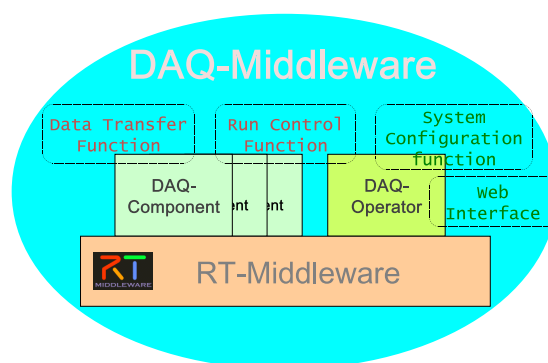 DAQ-Middleware
Data Transfer
Function
Run Control
Function
System
Configuration
function
DAQ-
Component
ent
ent
DAQ-
Operator
Web
Interface
RT
MIDDLEWARE
RT-Middleware